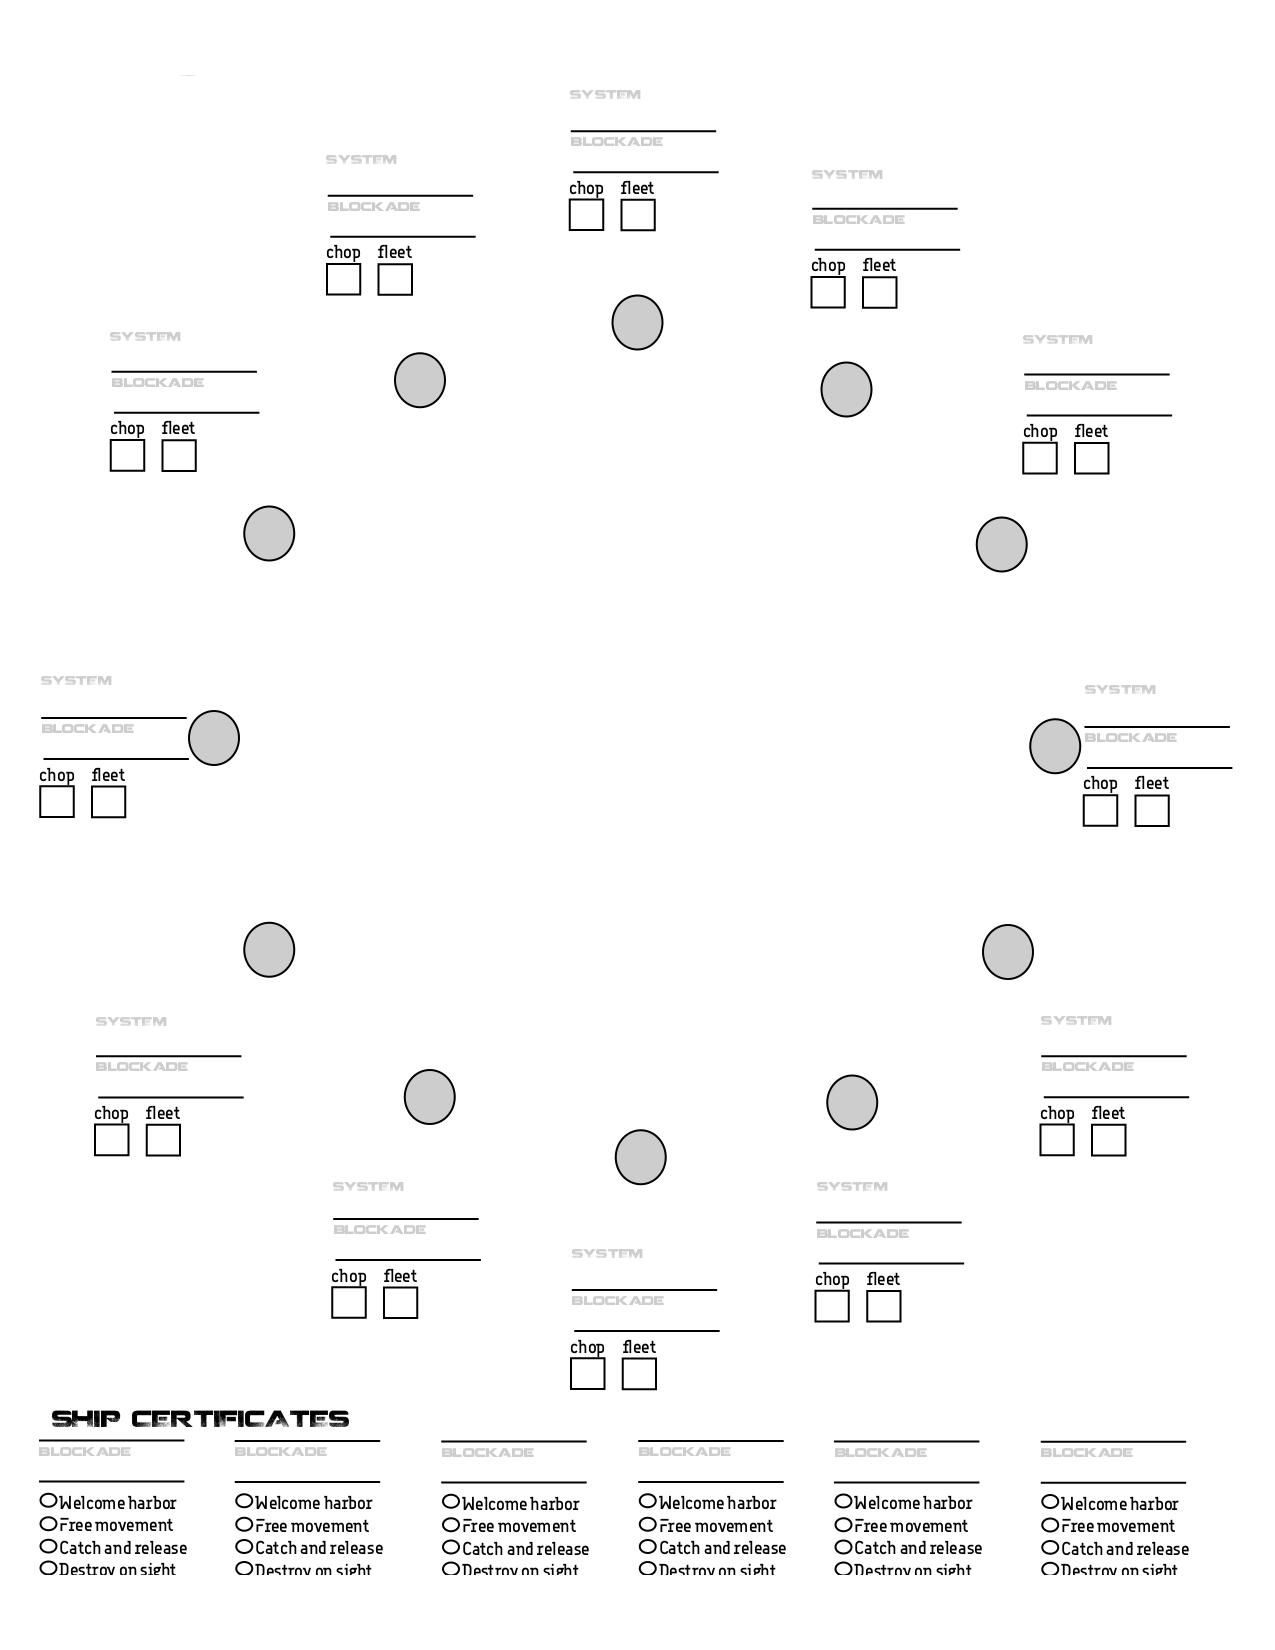 SYSTEM
BLOCKADE
chop fleet
SYSTEM
BLOCKADE
chop fleet
SYSTEM
BLOCKADE
chop fleet
SYSTEM
BLOCKADE
chop fleet
SYSTEM
BLOCKADE
chop fleet
SYSTEM
BLOCKADE
chop fleet
SYSTEM
BLOCKADE
chop fleet
SYSTEM
BLOCKADE
chop fleet
SYSTEM
BLOCKADE
chop fleet
SYSTEM
BLOCKADE
chop fleet
SYSTEM
BLOCKADE
chop fleet
SYSTEM
BLOCKADE
chop fleet
SHIP CERTIFICATES
BLOCKADE BLOCKADE BLOCKADE BLOCKADE BLOCKADE BLOCKADE
Welcome harbor Welcome harbor Welcome harbor Welcome harbor Welcome harbor Welcome harbor
Free movement Free movement Free movement Free movement Free movement Free movement
Catch and release Catch and release Catch and release Catch and release Catch and release Catch and release
Destroy on sight Destroy on sight Destroy on sight Destroy on sight Destroy on sight Destroy on sight